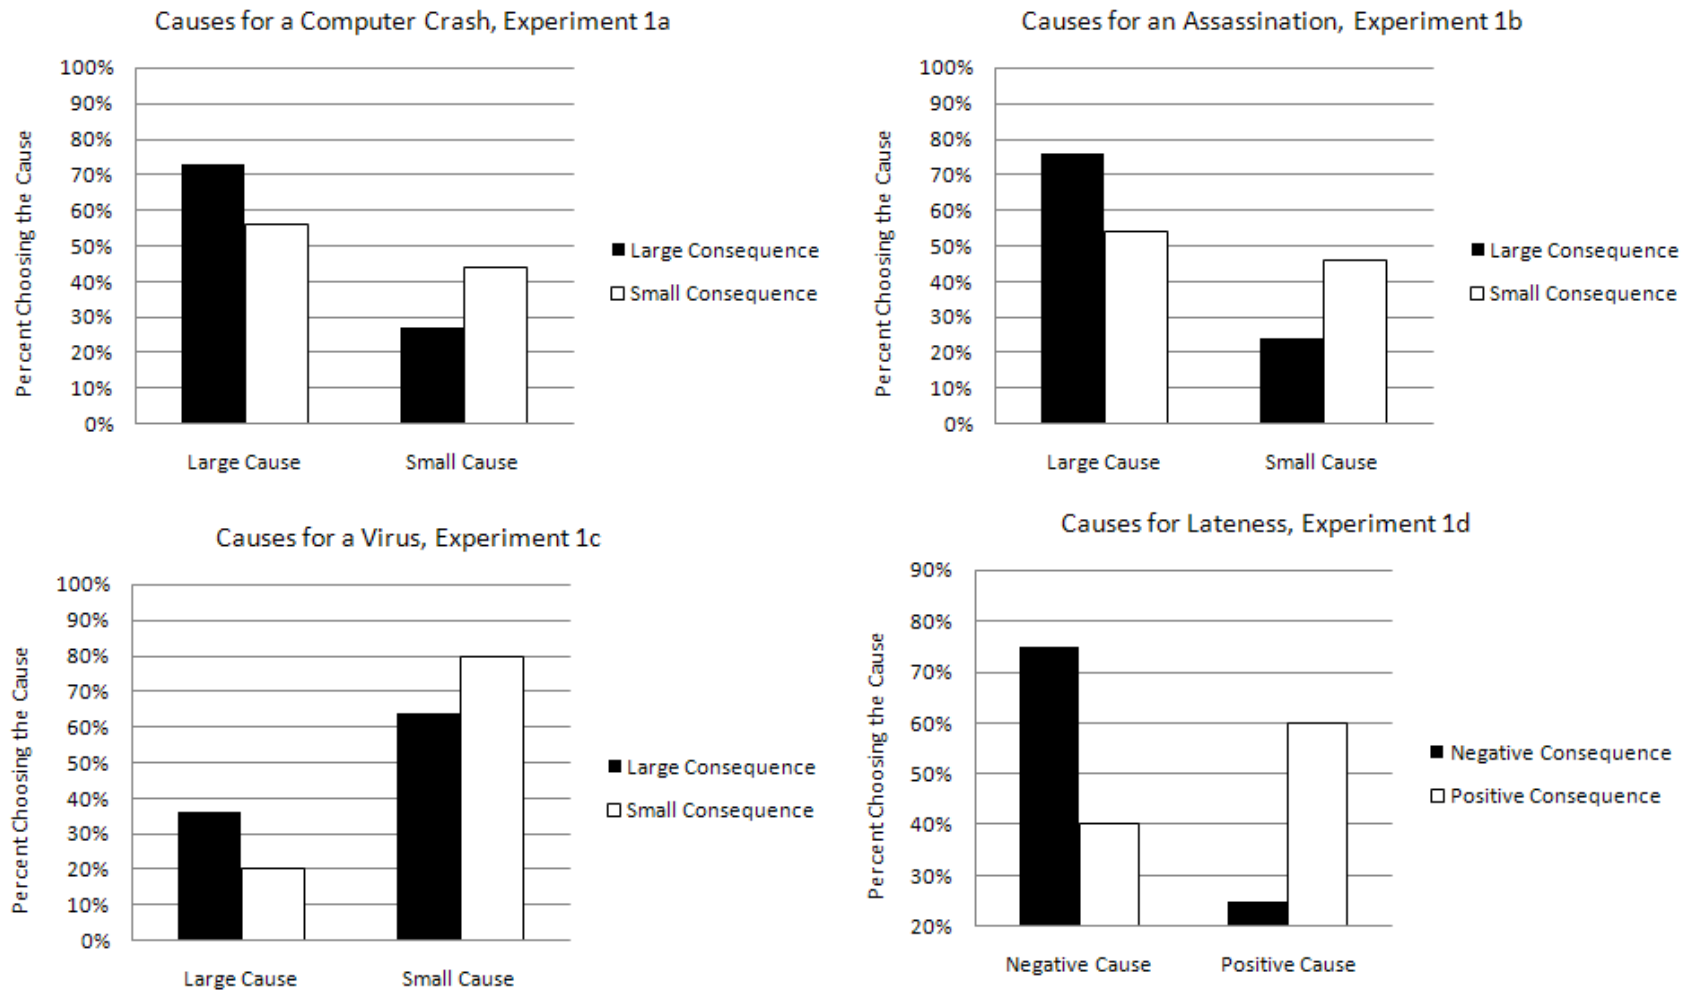 Causes for a Computer Crash, Experiment 1a
Percent Choosing the Cause
100%
90%
80%
70%
60%
50%
40%
30%
20%
10%
0%
Large Cause
Small Cause
Large Consequence
Small Consequence
Causes for an Assassination, Experiment 1b
Percent Choosing the Cause
100%
90%
80%
70%
60%
50%
40%
30%
20%
10%
0%
Large Cause
Small Cause
Large Consequence
Small Consequence
Causes for a Virus, Experiment 1c
Percent Choosing the Cause
100%
90%
80%
70%
60%
50%
40%
30%
20%
10%
0%
Large Cause
Small Cause
Large Consequence
Small Consequence
Causes for Lateness, Experiment 1d
Percent Choosing the Cause
90%
80%
70%
60%
50%
40%
30%
20%
Negative Cause
Positive Cause
Negative Consequence
Positive Consequence